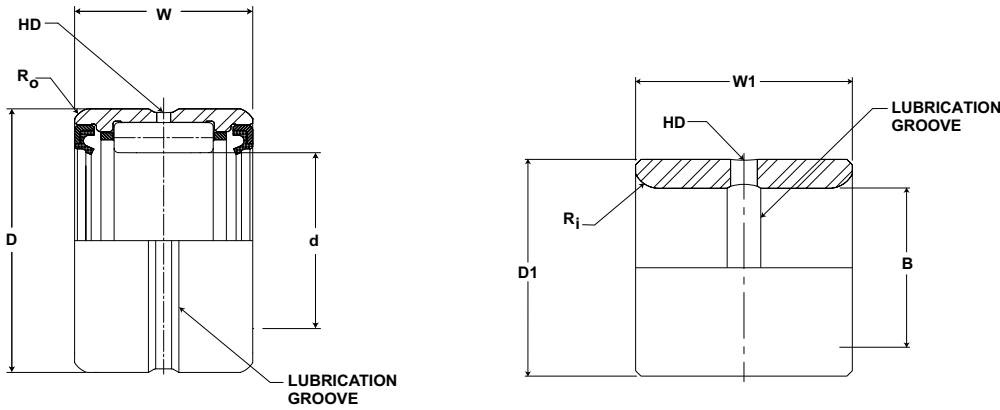 W
HD
Ro
D
d
LUBRICATION
GROOVE
W1
HD
LUBRICATION
GROOVE
Ri
D1
B